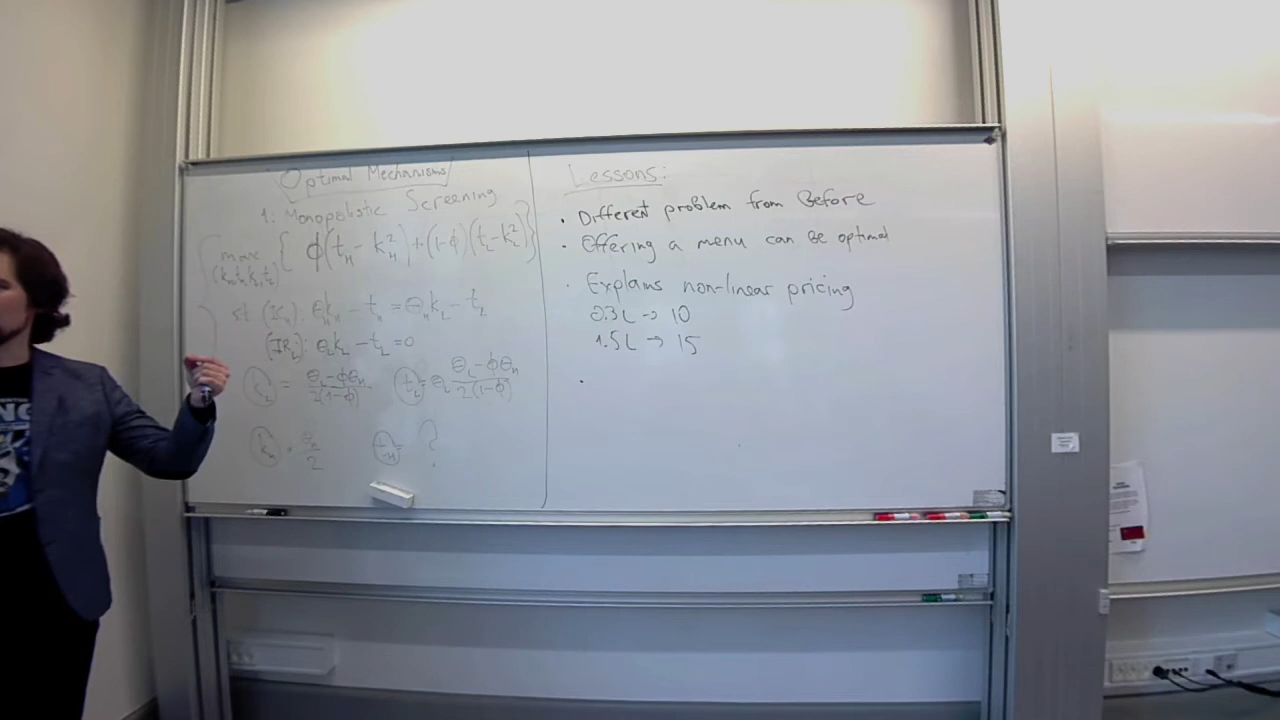 Optimal Mechanisms
1: Monopolistic Screening
max {ϕ(t_H − k_H²) + (1−ϕ)(t_L − k_L²)}
(k_H, t_H, k_L, t_L)
st (IC_H): θ_H k_H − t_H = θ_H k_L − t_L
(IR_L): θ_L k_L − t_L = 0
k_L = (θ_L − ϕθ_H) / 2(1−ϕ)   t_L = θ_L (θ_L − ϕθ_H) / 2(1−ϕ)
k_H = θ_H / 2   t_H = ?
Lessons:
• Different problem from Before
• Offering a menu can be optimal
• Explains non-linear pricing
0.3L → 10
1.5L → 15
•